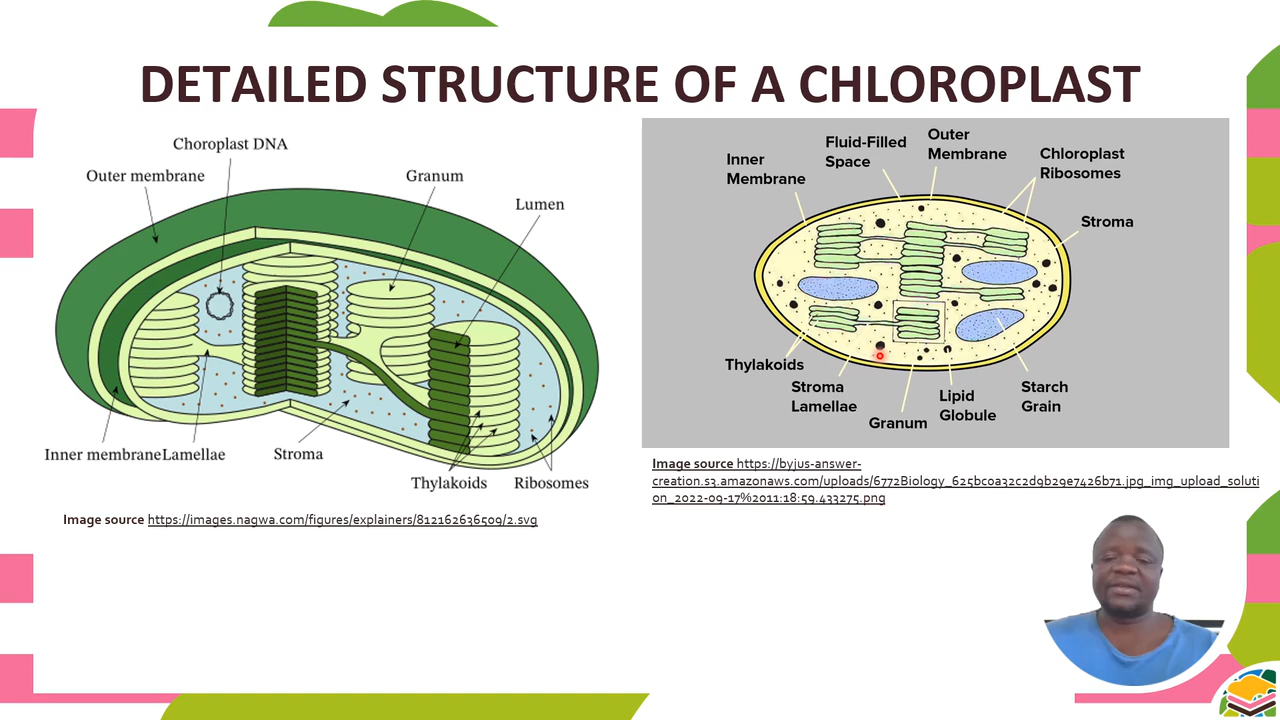 DETAILED STRUCTURE OF A CHLOROPLAST
Choroplast DNA
Outer membrane
Granum
Lumen
Inner membrane
Lamellae
Stroma
Thylakoids
Ribosomes
Image source https://images.nagwa.com/figures/explainers/812162636509/2.svg
Inner
Membrane
Fluid-Filled
Space
Outer
Membrane
Chloroplast
Ribosomes
Stroma
Thylakoids
Stroma
Lamellae
Granum
Lipid
Globule
Starch
Grain
Image source https://byjus-answer-
creation.s3.amazonaws.com/uploads/6772Biology_625bc0a32c2d9b29e7426b71.jpg_img_upload_soluti
on_2022-09-17%2011:18:59.433275.png